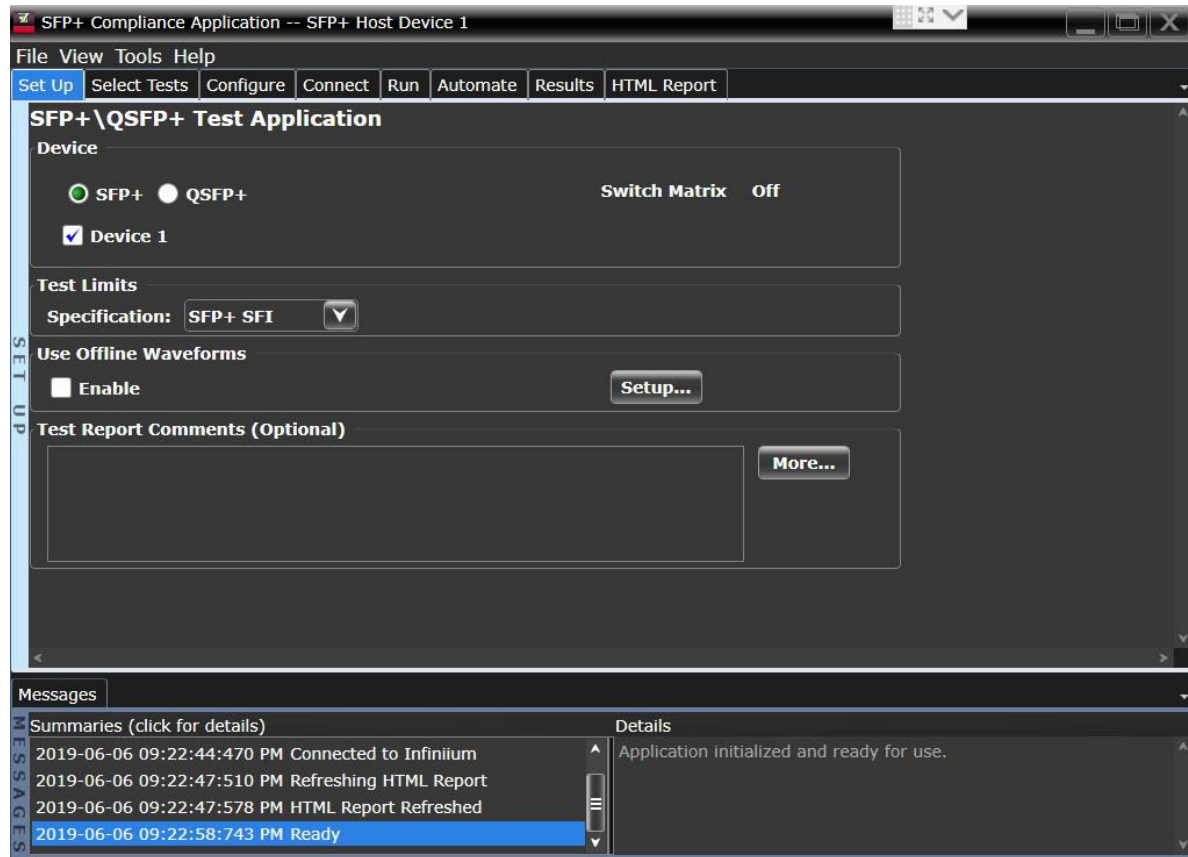 SFP+ Compliance Application -- SFP+ Host Device 1
File View Tools Help
Set Up Select Tests Configure Connect Run Automate Results HTML Report
SFP+\QSFP+ Test Application
Device
SFP+ QSFP+ Switch Matrix Off
Device 1
Test Limits
Specification: SFP+ SFI
Use Offline Waveforms
Enable Setup...
Test Report Comments (Optional)
More...
SET UP
Messages
Summaries (click for details) Details
2019-06-06 09:22:44:470 PM Connected to Infiniium Application initialized and ready for use.
2019-06-06 09:22:47:510 PM Refreshing HTML Report
2019-06-06 09:22:47:578 PM HTML Report Refreshed
2019-06-06 09:22:58:743 PM Ready
MESSAGES